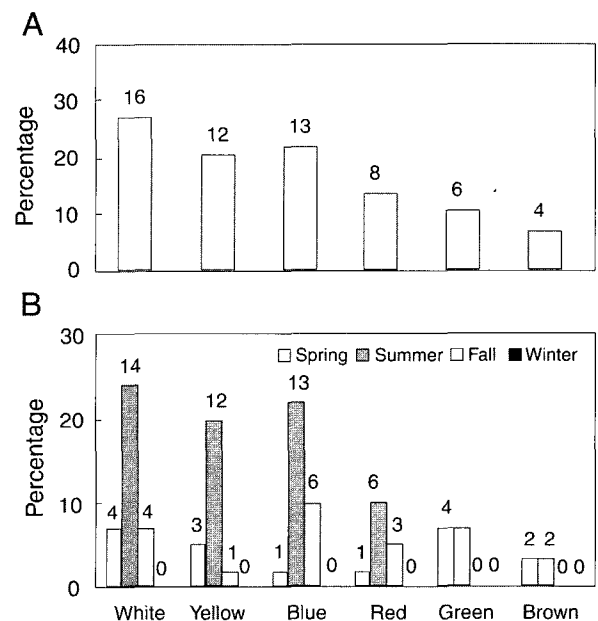 A
Percentage
40
30
20
10
0
16
12
13
8
6
4
B
Percentage
30
20
10
0
Spring Summer Fall Winter
4 14 4 0
3 12 1 0
1 13 6 0
1 6 3 0
4 0 0
2 2 0 0
White Yellow Blue Red Green Brown